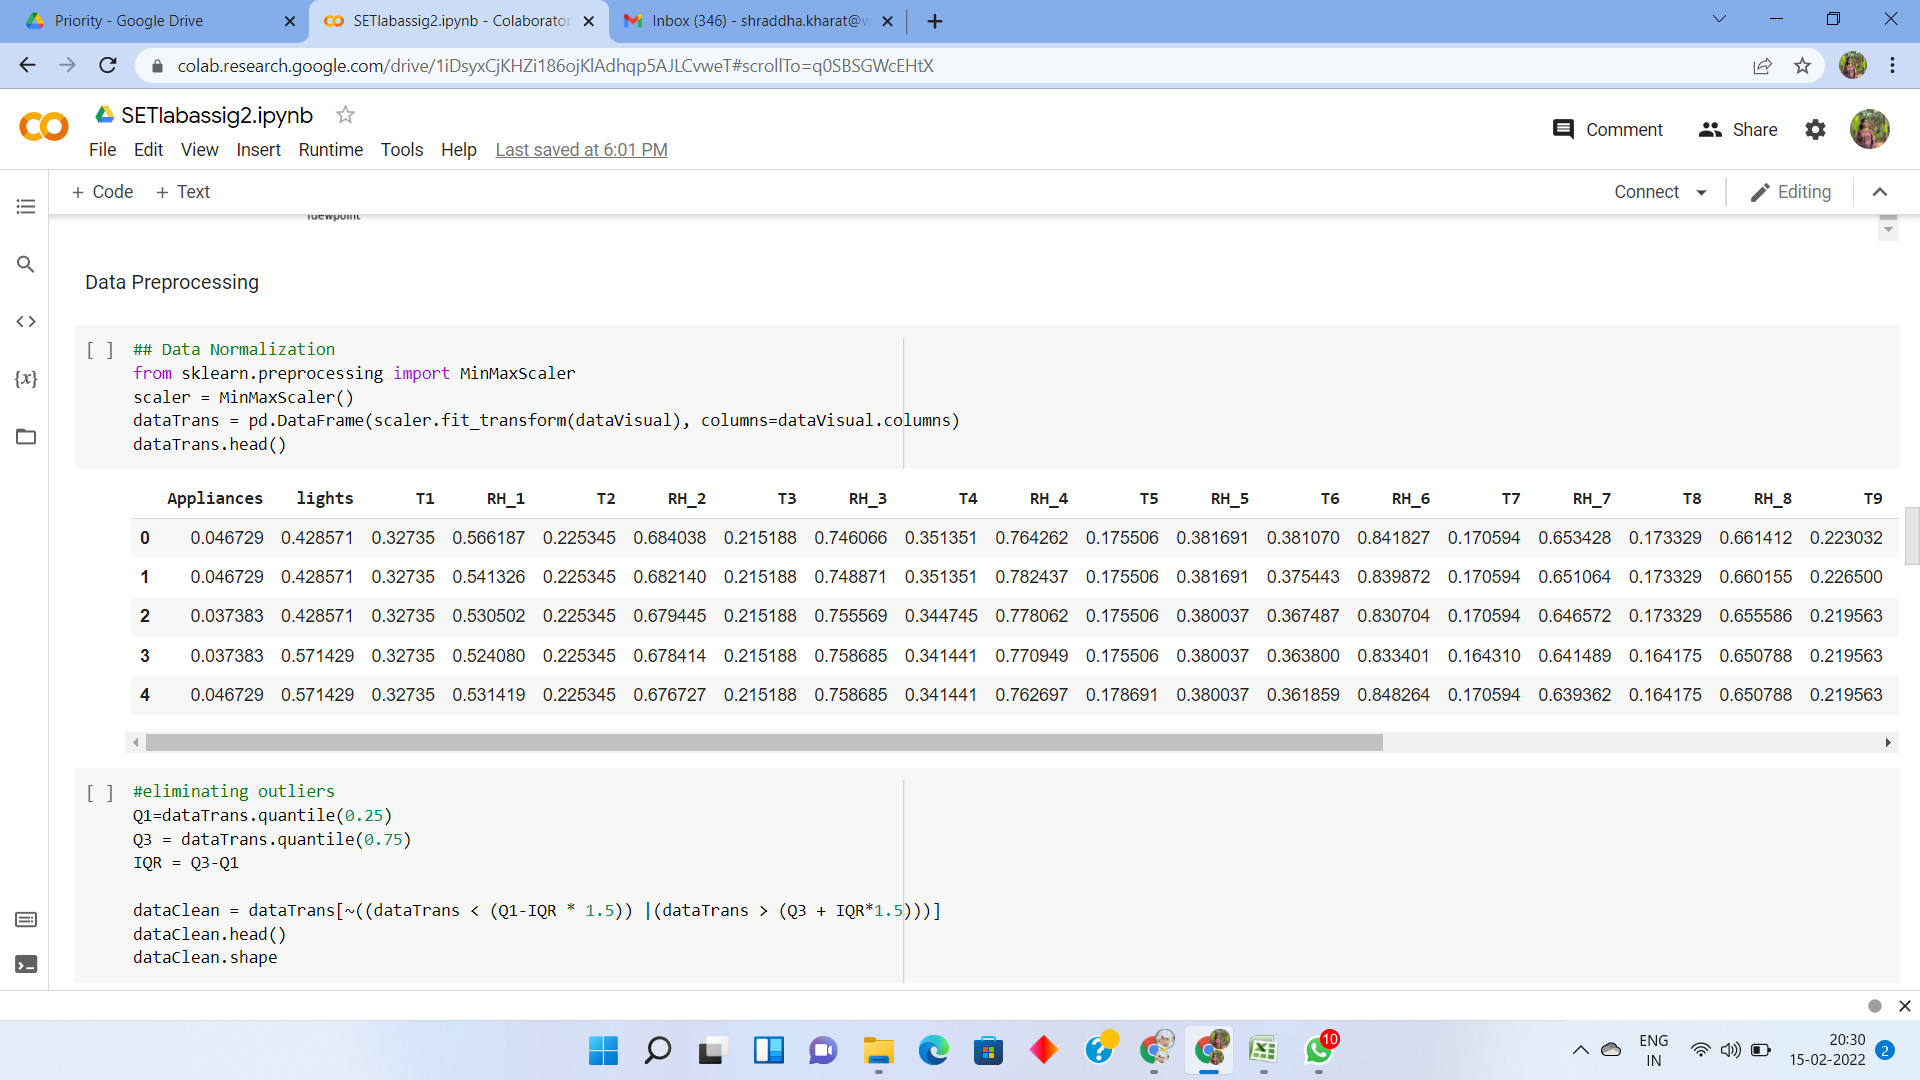 Priority - Google Drive
SETlabassig2.ipynb - Colaborator
Inbox (346) - shraddha.kharat@w
colab.research.google.com/drive/1iDsyxCjKHZi186ojKlAdhqp5AJLCvweT#scrollTo=q0SBSGWcEHtX
SETlabassig2.ipynb
Comment
Share
File Edit View Insert Runtime Tools Help Last saved at 6:01 PM
+ Code + Text
Connect
Editing
Tdewpoint
Data Preprocessing
[ ] ## Data Normalization
from sklearn.preprocessing import MinMaxScaler
scaler = MinMaxScaler()
dataTrans = pd.DataFrame(scaler.fit_transform(dataVisual), columns=dataVisual.columns)
dataTrans.head()
Appliances lights T1 RH_1 T2 RH_2 T3 RH_3 T4 RH_4 T5 RH_5 T6 RH_6 T7 RH_7 T8 RH_8 T9
0 0.046729 0.428571 0.32735 0.566187 0.225345 0.684038 0.215188 0.746066 0.351351 0.764262 0.175506 0.381691 0.381070 0.841827 0.170594 0.653428 0.173329 0.661412 0.223032
1 0.046729 0.428571 0.32735 0.541326 0.225345 0.682140 0.215188 0.748871 0.351351 0.782437 0.175506 0.381691 0.375443 0.839872 0.170594 0.651064 0.173329 0.660155 0.226500
2 0.037383 0.428571 0.32735 0.530502 0.225345 0.679445 0.215188 0.755569 0.344745 0.778062 0.175506 0.380037 0.367487 0.830704 0.170594 0.646572 0.173329 0.655586 0.219563
3 0.037383 0.571429 0.32735 0.524080 0.225345 0.678414 0.215188 0.758685 0.341441 0.770949 0.175506 0.380037 0.363800 0.833401 0.164310 0.641489 0.164175 0.650788 0.219563
4 0.046729 0.571429 0.32735 0.531419 0.225345 0.676727 0.215188 0.758685 0.341441 0.762697 0.178691 0.380037 0.361859 0.848264 0.170594 0.639362 0.164175 0.650788 0.219563
[ ] #eliminating outliers
Q1=dataTrans.quantile(0.25)
Q3 = dataTrans.quantile(0.75)
IQR = Q3-Q1
dataClean = dataTrans[~((dataTrans < (Q1-IQR * 1.5)) |(dataTrans > (Q3 + IQR*1.5)))]
dataClean.head()
dataClean.shape
10
ENG
IN
20:30
15-02-2022
2